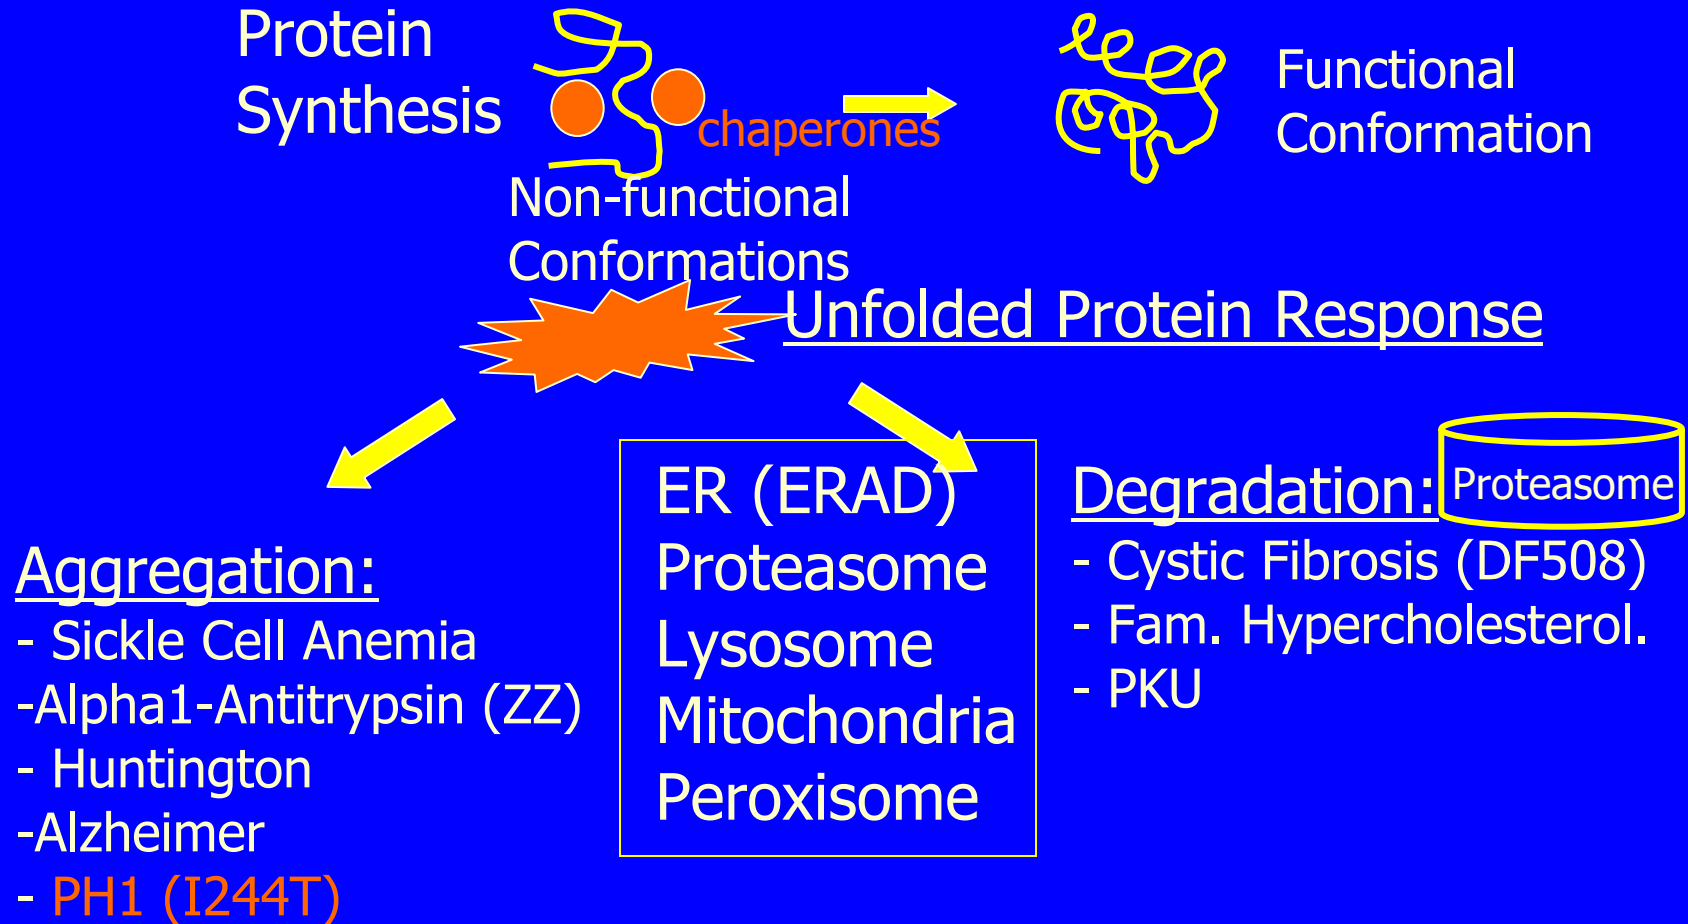 Protein
Synthesis
chaperones
Functional
Conformation
Non-functional
Conformations
Unfolded Protein Response
Aggregation:
- Sickle Cell Anemia
-Alpha1-Antitrypsin (ZZ)
- Huntington
-Alzheimer
- PH1 (I244T)
ER (ERAD)
Proteasome
Lysosome
Mitochondria
Peroxisome
Degradation:
Proteasome
- Cystic Fibrosis (DF508)
- Fam. Hypercholesterol.
- PKU